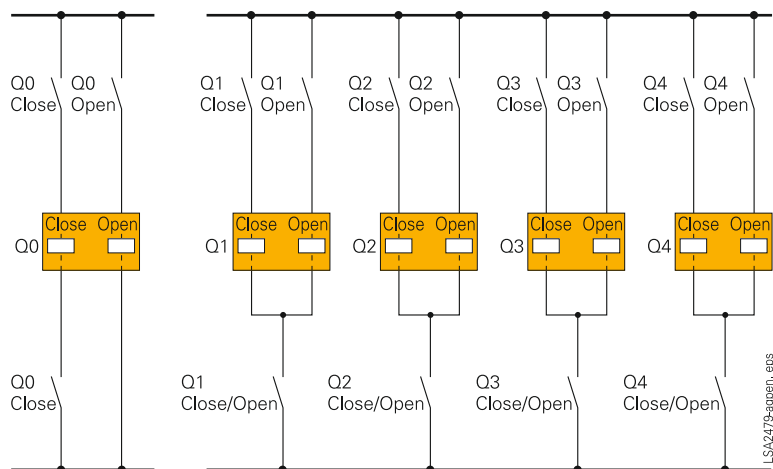 Q0 Q0 Q1 Q1 Q2 Q2 Q3 Q3 Q4 Q4
Close Open Close Open Close Open Close Open Close Open
Close Open Close Open Close Open Close Open Close Open
Q0 Q1 Q2 Q3 Q4
Q0 Q1 Q2 Q3 Q4
Close Close/Open Close/Open Close/Open Close/Open
LSA2479-agpen.eps